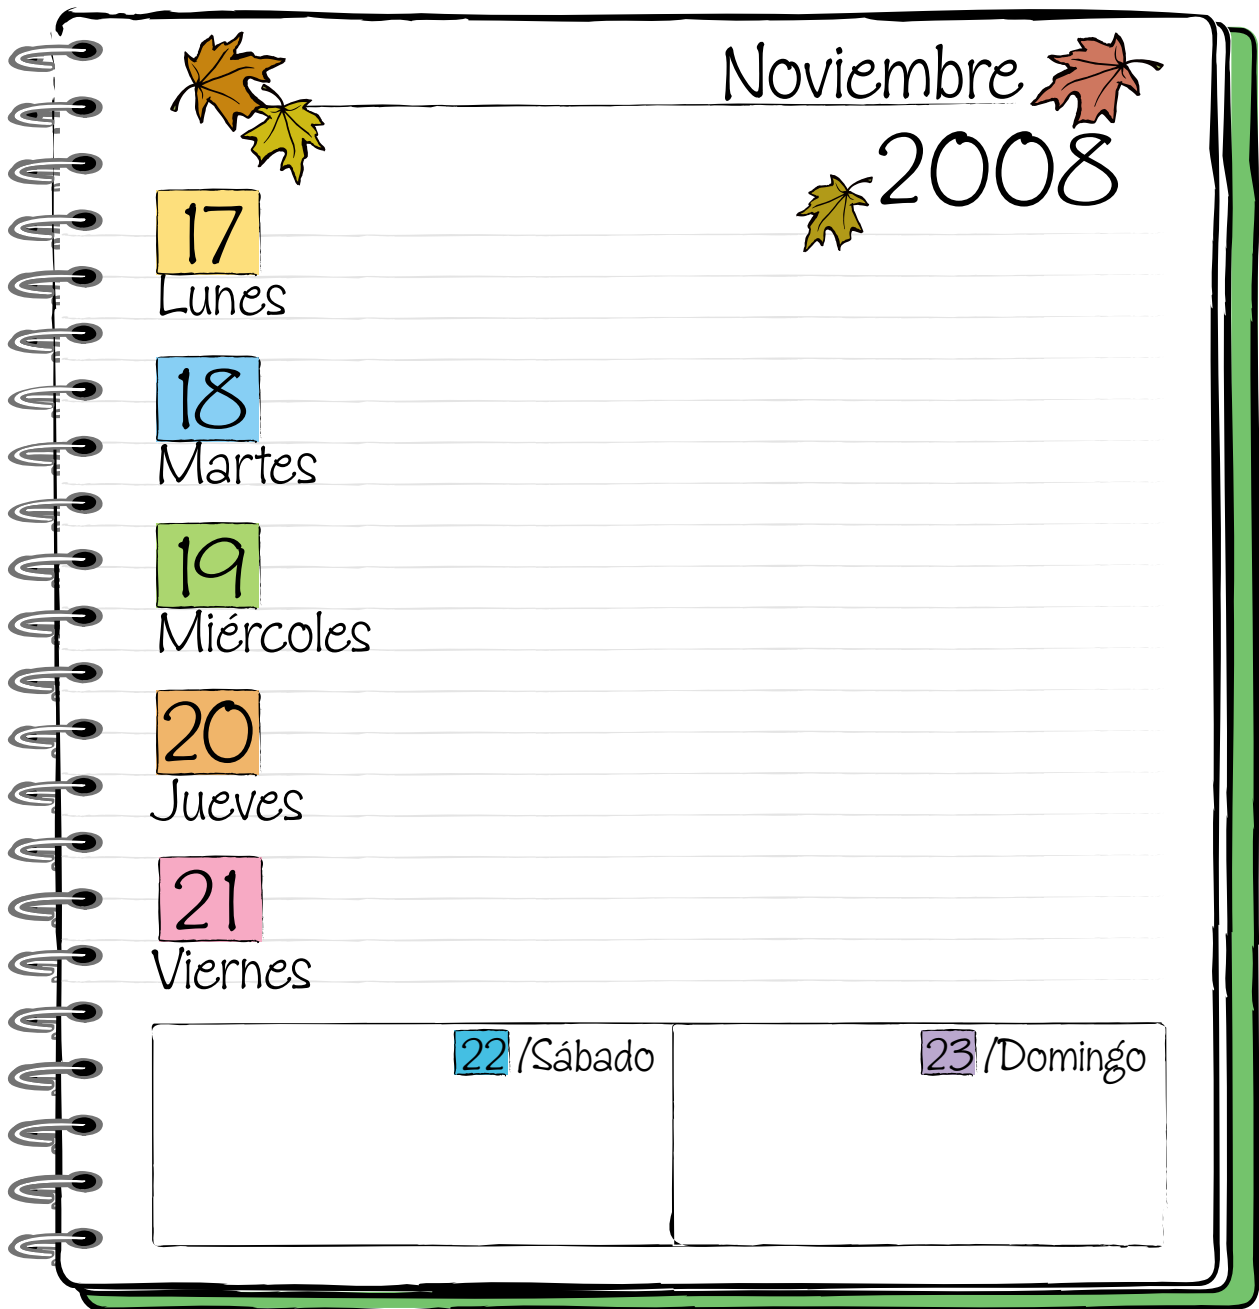 Noviembre
2008
17
Lunes
18
Martes
19
Miércoles
20
Jueves
21
Viernes
22 /Sábado
23 /Domingo